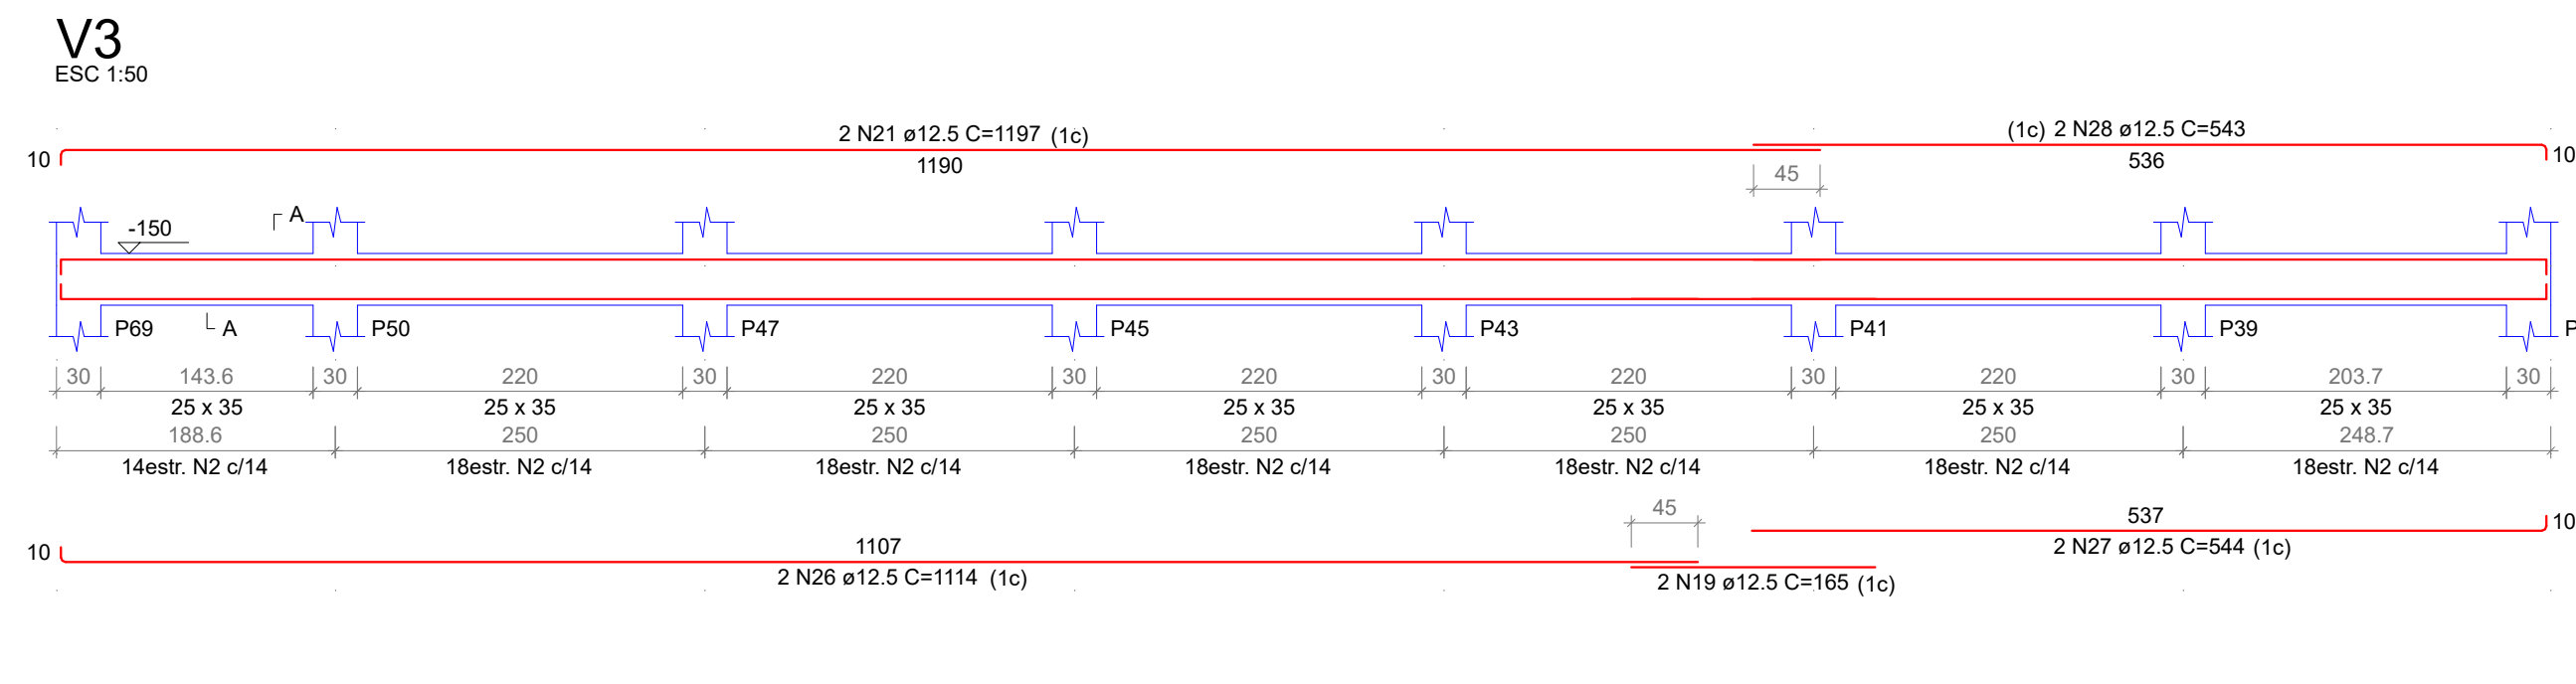 V3
ESC 1:50
2 N21 ø12.5 C=1197 (1c)
(1c) 2 N28 ø12.5 C=543
10
1190
536
10
45
-150
A
P69
A
P50
P47
P45
P43
P41
P39
P
30 143.6 30 220 30 220 30 220 30 220 30 220 30 203.7 30
25 x 35 25 x 35 25 x 35 25 x 35 25 x 35 25 x 35 25 x 35
188.6 250 250 250 250 250 248.7
14estr. N2 c/14 18estr. N2 c/14 18estr. N2 c/14 18estr. N2 c/14 18estr. N2 c/14 18estr. N2 c/14 18estr. N2 c/14
45
537
10
10
1107
2 N27 ø12.5 C=544 (1c)
2 N26 ø12.5 C=1114 (1c)
2 N19 ø12.5 C=165 (1c)